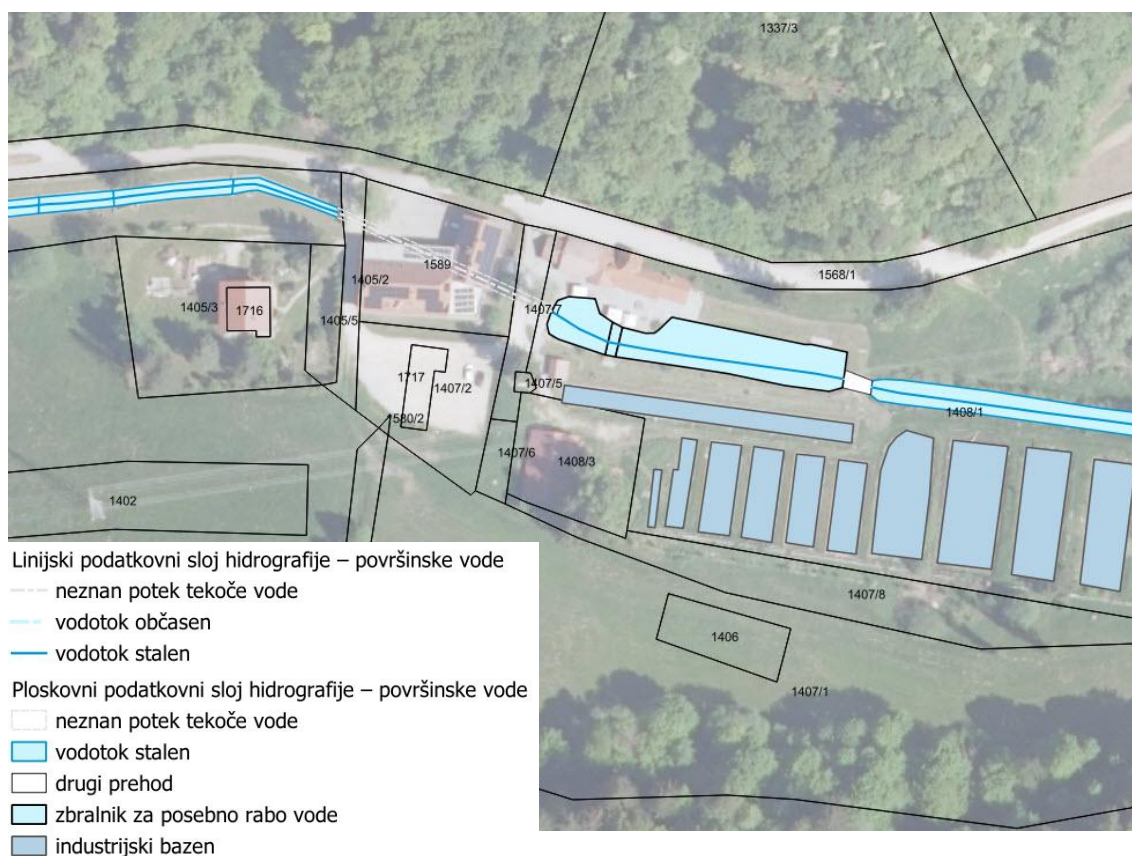 1337/3
1568/1
1589
1405/2
1405/3
1716
1405/5
1407/7
1717
1407/2
1407/5
1408/1
1580/2
1407/6
1408/3
1402
1407/8
1406
1407/1
Linijski podatkovni sloj hidrografije – površinske vode
neznan potek tekoče vode
vodotok občasen
vodotok stalen
Ploskovni podatkovni sloj hidrografije – površinske vode
neznan potek tekoče vode
vodotok stalen
drugi prehod
zbralnik za posebno rabo vode
industrijski bazen